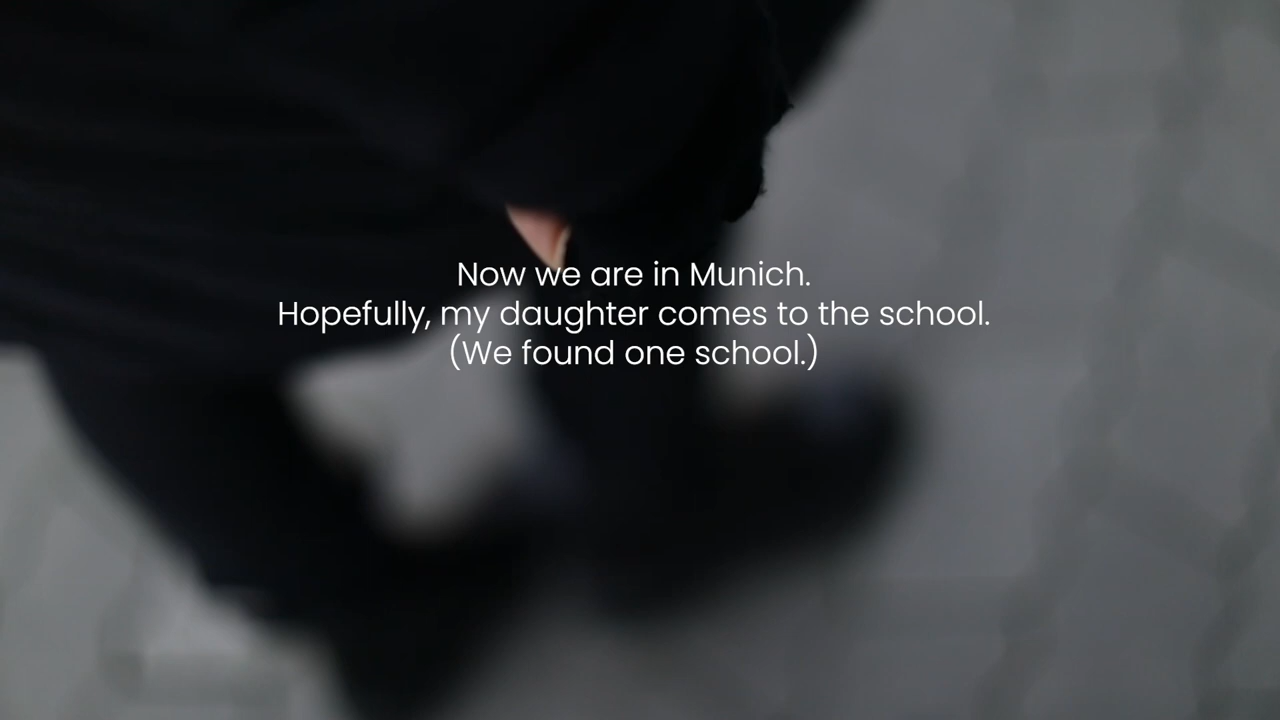 Now we are in Munich.
Hopefully, my daughter comes to the school.
(We found one school.)